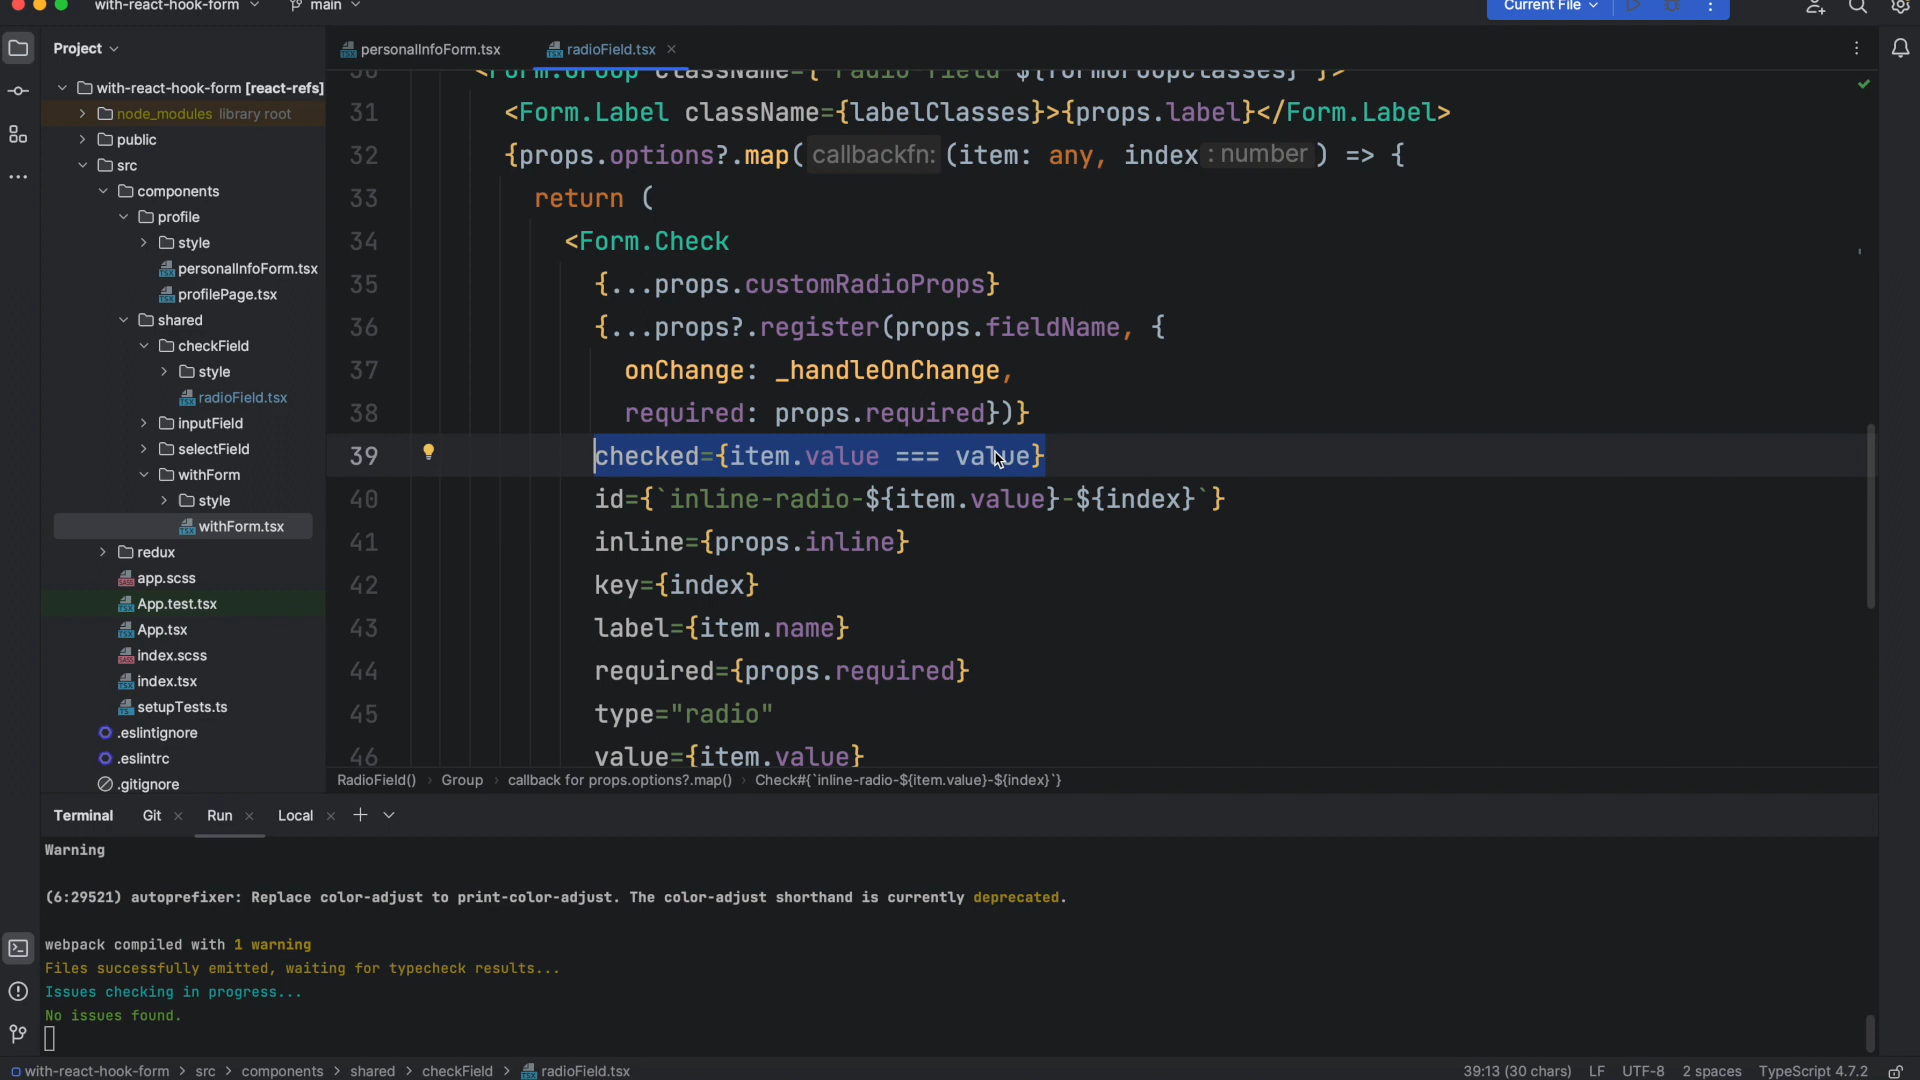 with-react-hook-form
main
Current File
Project
personalInfoForm.tsx
radioField.tsx
with-react-hook-form [react-refs]
node_modules library root
public
src
components
profile
style
personalInfoForm.tsx
profilePage.tsx
shared
checkField
style
radioField.tsx
inputField
selectField
withForm
style
withForm.tsx
redux
app.scss
App.test.tsx
App.tsx
index.scss
index.tsx
setupTests.ts
.eslintignore
.eslintrc
.gitignore
30 <Form.Group className={`radio-field ${formGroupClasses}`}>
31 <Form.Label className={labelClasses}>{props.label}</Form.Label>
32 {props.options?.map( callbackfn: (item: any, index : number ) => {
33 return (
34 <Form.Check
35 {...props.customRadioProps}
36 {...props?.register(props.fieldName, {
37 onChange: _handleOnChange,
38 required: props.required})}
39 checked={item.value === value}
40 id={`inline-radio-${item.value}-${index}`}
41 inline={props.inline}
42 key={index}
43 label={item.name}
44 required={props.required}
45 type="radio"
46 value={item.value}
RadioField() > Group > callback for props.options?.map() > Check#{`inline-radio-${item.value}-${index}`}
Terminal Git Run Local
Warning
(6:29521) autoprefixer: Replace color-adjust to print-color-adjust. The color-adjust shorthand is currently deprecated.
webpack compiled with 1 warning
Files successfully emitted, waiting for typecheck results...
Issues checking in progress...
No issues found.
with-react-hook-form > src > components > shared > checkField > radioField.tsx
39:13 (30 chars) LF UTF-8 2 spaces TypeScript 4.7.2